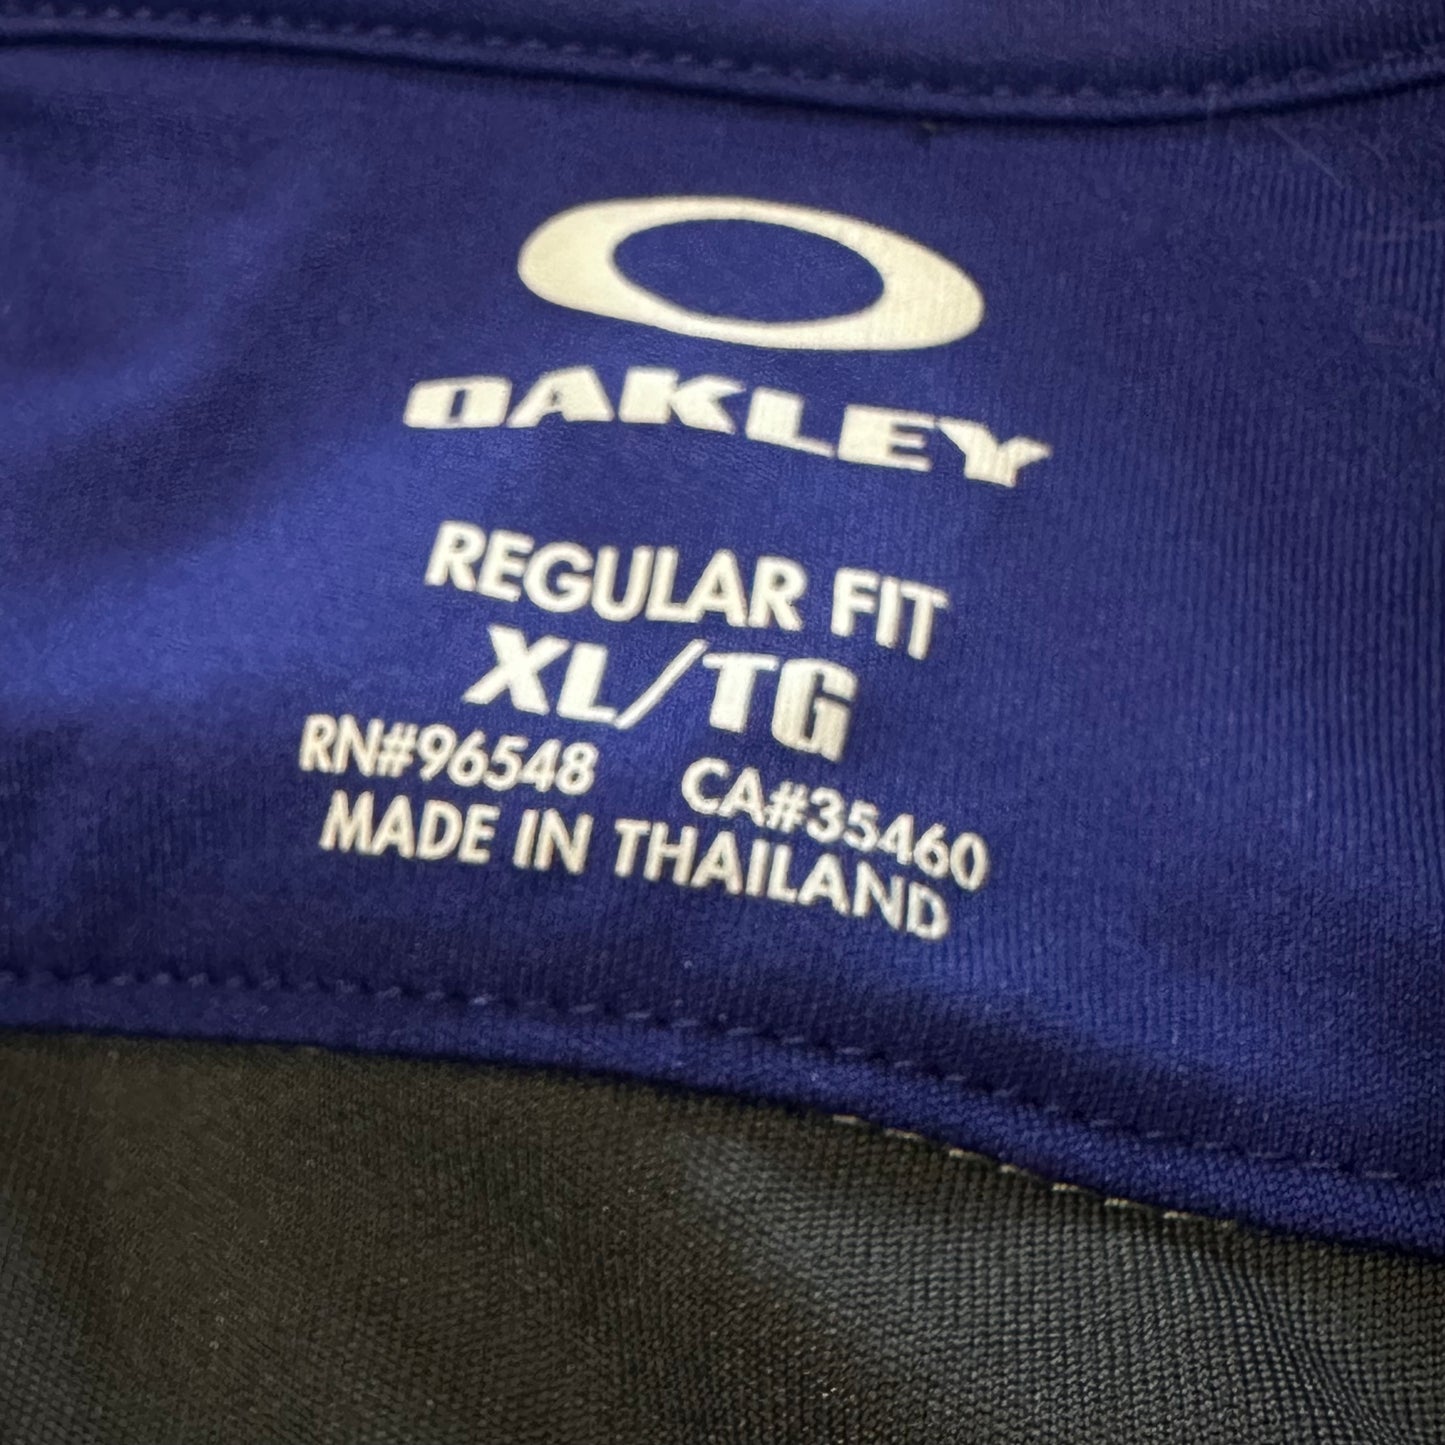 OAKLEY
REGULAR FIT
XL/TG
RN#96548 CA#35460
MADE IN THAILAND